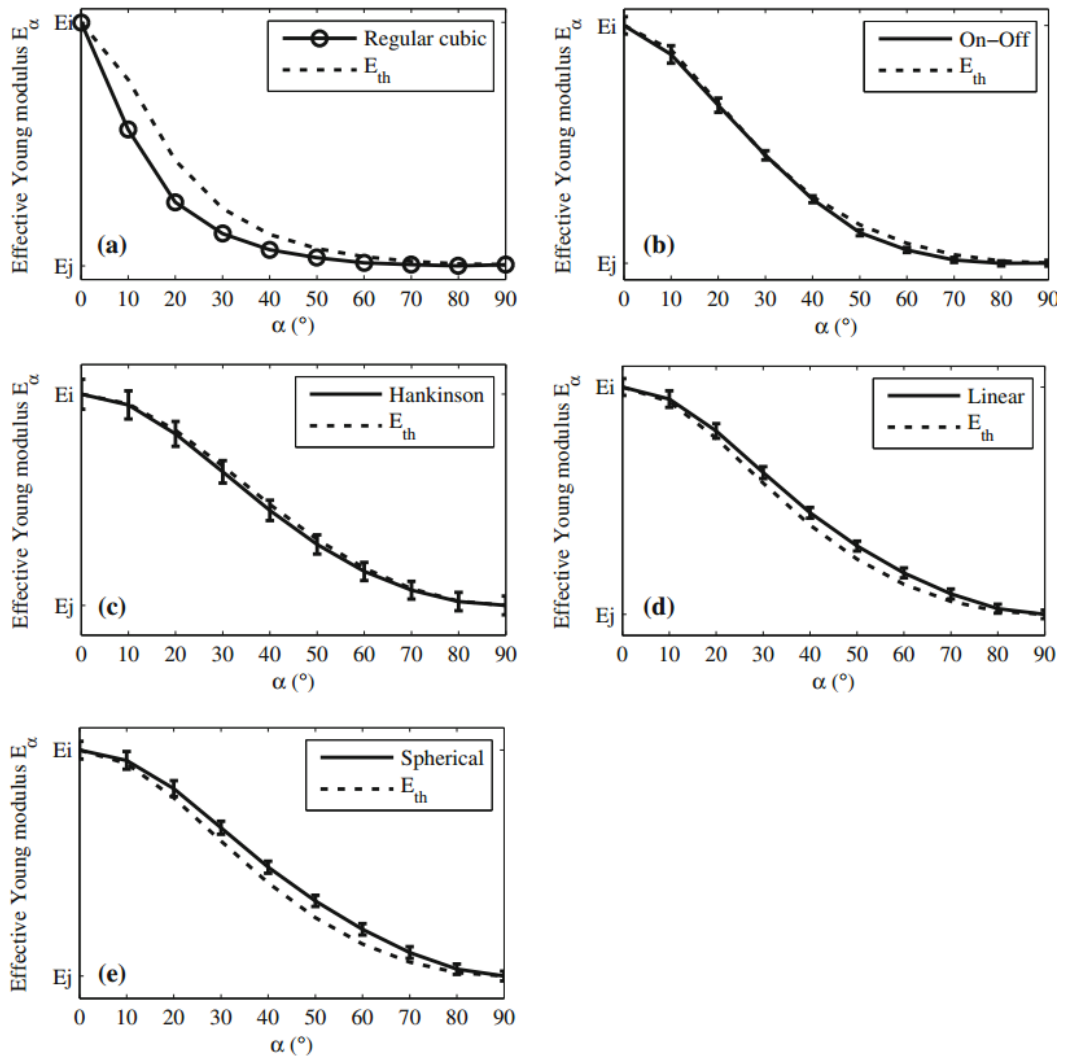 Effective Young modulus E_α
Ei
Ej
Regular cubic
E_th
(a)
0 10 20 30 40 50 60 70 80 90
α (°)
Effective Young modulus E_α
Ei
Ej
On−Off
E_th
(b)
0 10 20 30 40 50 60 70 80 90
α (°)
Effective Young modulus E_α
Ei
Ej
Hankinson
E_th
(c)
0 10 20 30 40 50 60 70 80 90
α (°)
Effective Young modulus E_α
Ei
Ej
Linear
E_th
(d)
0 10 20 30 40 50 60 70 80 90
α (°)
Effective Young modulus E_α
Ei
Ej
Spherical
E_th
(e)
0 10 20 30 40 50 60 70 80 90
α (°)